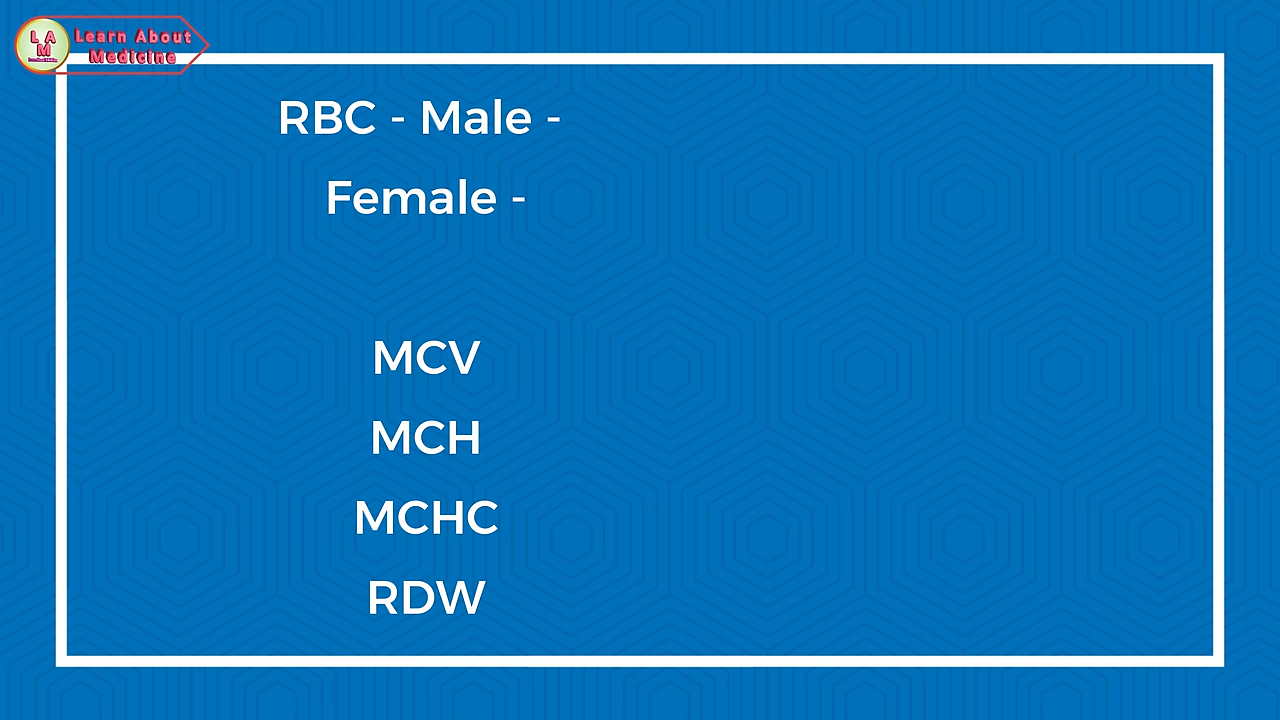 L A
M
Learn About
Medicine
RBC - Male -
Female -
MCV
MCH
MCHC
RDW